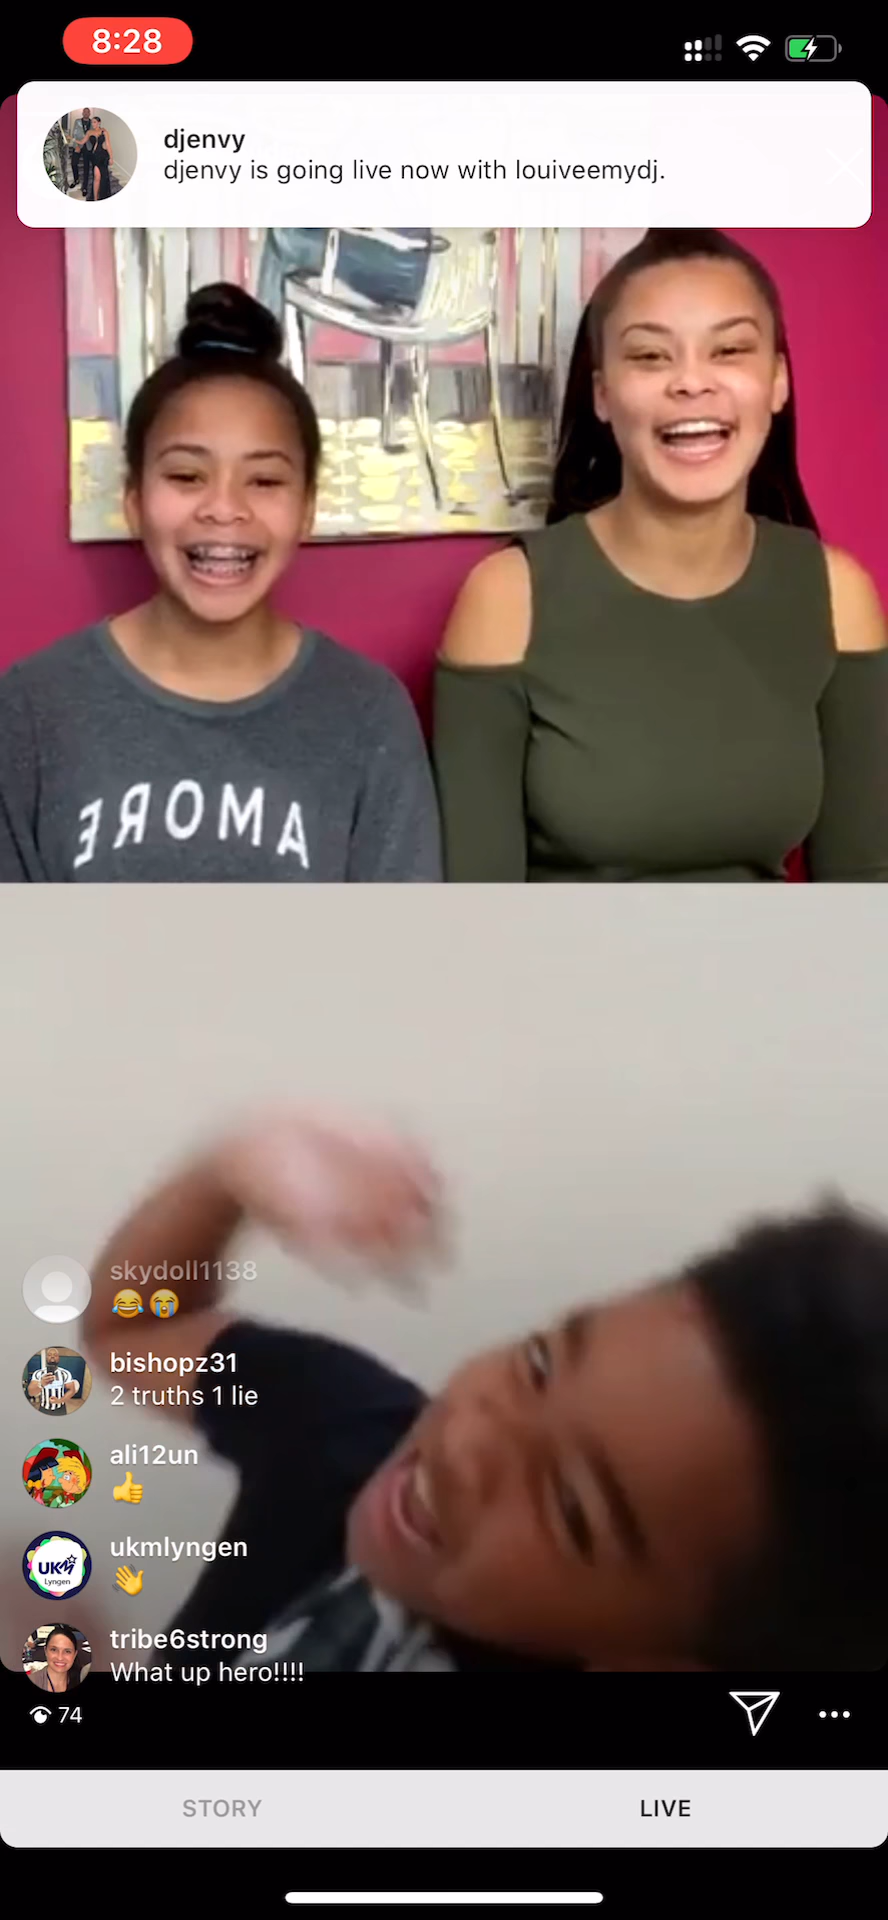 8:28
djenvy
djenvy is going live now with louiveemydj.
AMORE
skydoll1138
😂😭
bishopz31
2 truths 1 lie
ali12un
👍
ukmlyngen
👋
UKM
Lyngen
tribe6strong
What up hero!!!!
74
STORY
LIVE